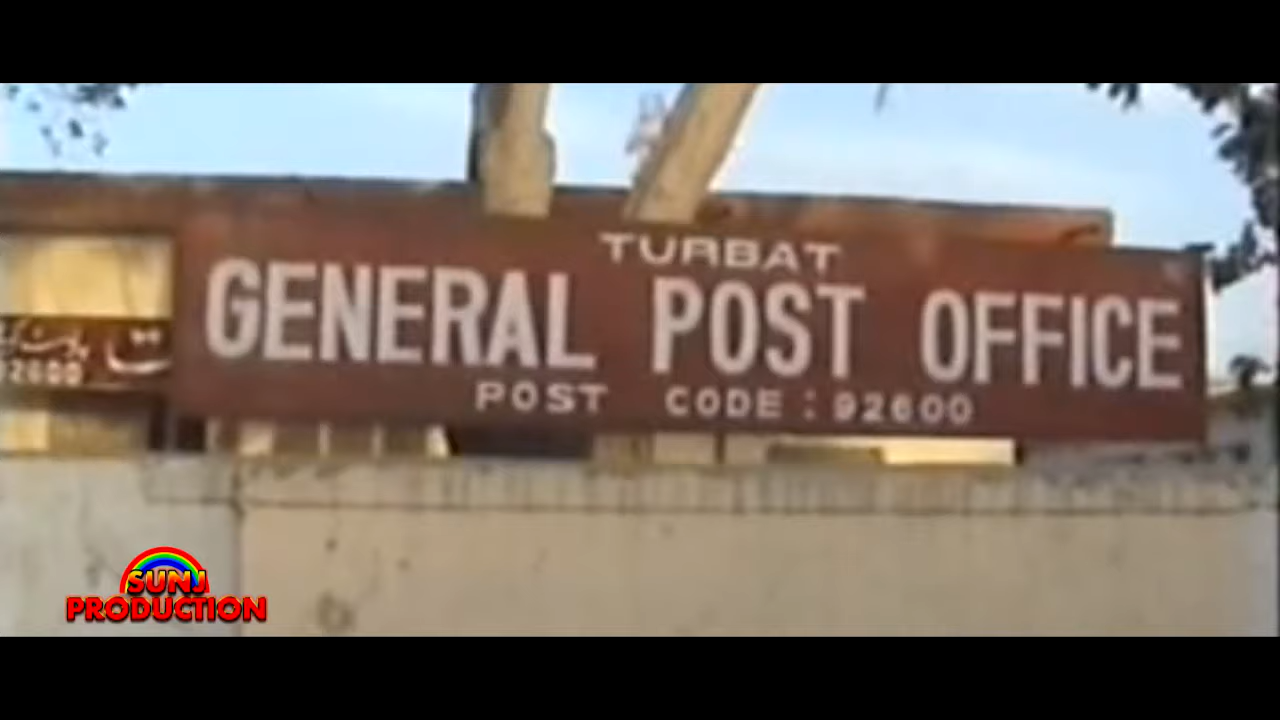 TURBAT
GENERAL POST OFFICE
POST CODE : 92600
92600
SUNJ
PRODUCTION